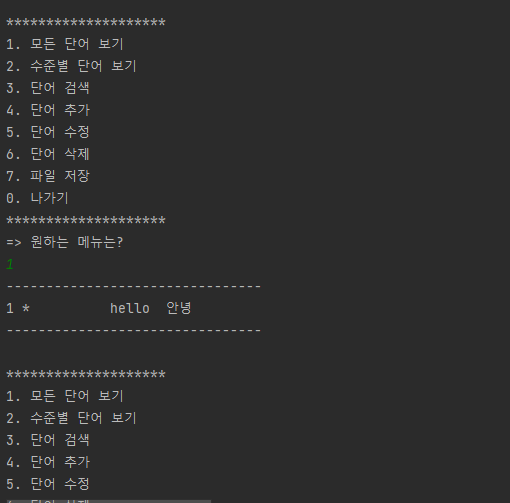 ********************
1. 모든 단어 보기
2. 수준별 단어 보기
3. 단어 검색
4. 단어 추가
5. 단어 수정
6. 단어 삭제
7. 파일 저장
0. 나가기
********************
=> 원하는 메뉴는?
1
--------------------------------
1 *          hello  안녕
--------------------------------
********************
1. 모든 단어 보기
2. 수준별 단어 보기
3. 단어 검색
4. 단어 추가
5. 단어 수정